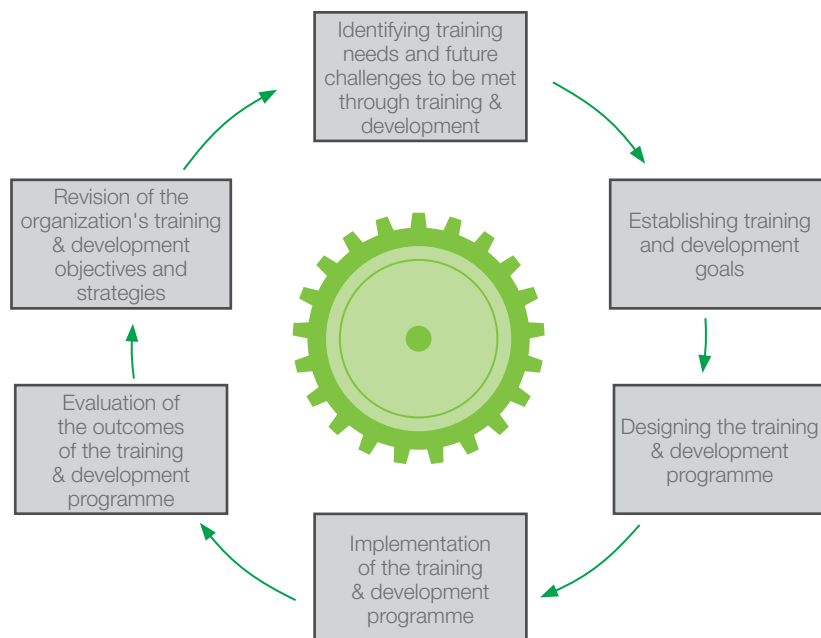 Identifying training
needs and future
challenges to be met
through training &
development
Establishing training
and development
goals
Designing the training
& development
programme
Implementation
of the training
& development
programme
Evaluation of
the outcomes
of the training
& development
programme
Revision of the
organization's training
& development
objectives and
strategies